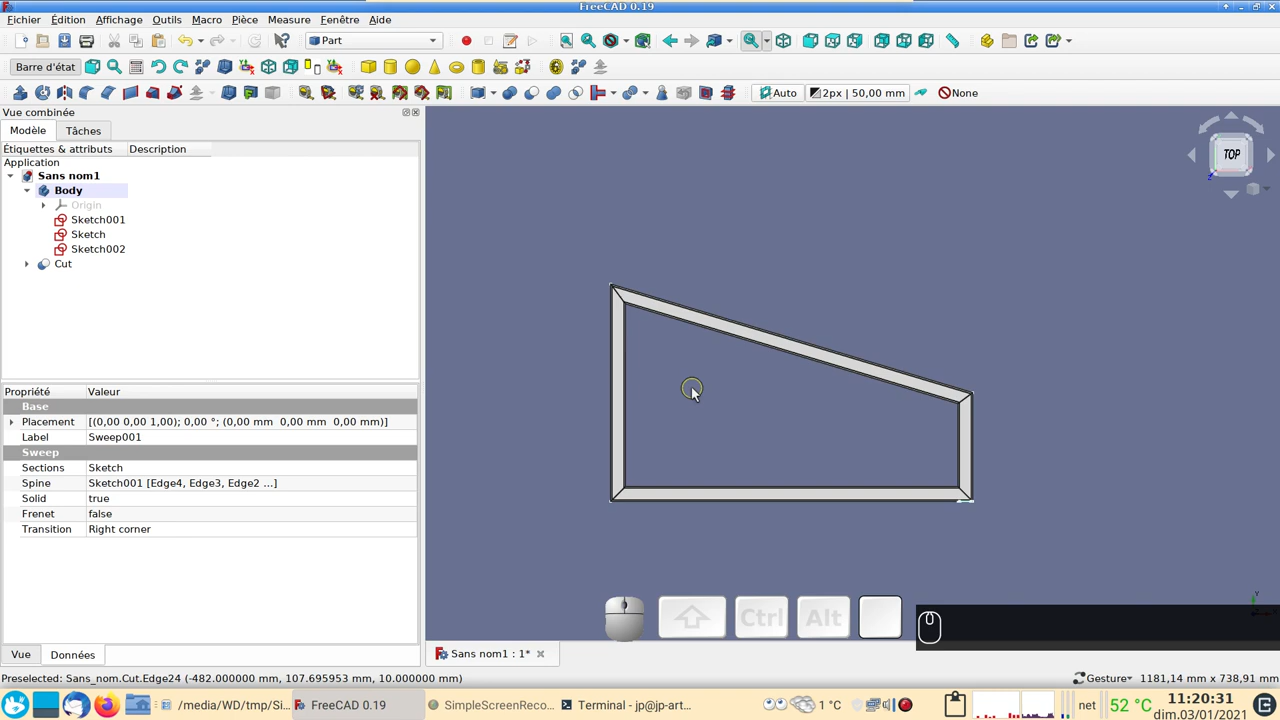 FreeCAD 0.19
Fichier Édition Outils Macro Pièce Measure Fenêtre Aide
Part
Barre d'état
Auto 2px | 50,00 mm None
Vue combinée
Modèle Tâches
Étiquettes & attributs Description
Application
Sans nom1
Body
Origin
Sketch001
Sketch
Sketch002
Cut
TOP
Propriété Valeur
Base
Placement [(0,00 0,00 1,00); 0,00 °; (0,00 mm 0,00 mm 0,00 mm)]
Label Sweep001
Sweep
Sections Sketch
Spine Sketch001 [Edge4, Edge3, Edge2 ...]
Solid true
Frenet false
Transition Right corner
Ctrl Alt
Vue Données
Sans nom1 : 1*
Preselected: Sans_nom.Cut.Edge24 (-482.000000 mm, 107.695953 mm, 10.000000 mm)
Gesture 1181,14 mm x 738,91 mm
/media/WD/tmp/Si... FreeCAD 0.19 SimpleScreenReco... Terminal - jp@jp-art... 1 °C net 52 °C 11:20:31
dim.03/01/2021